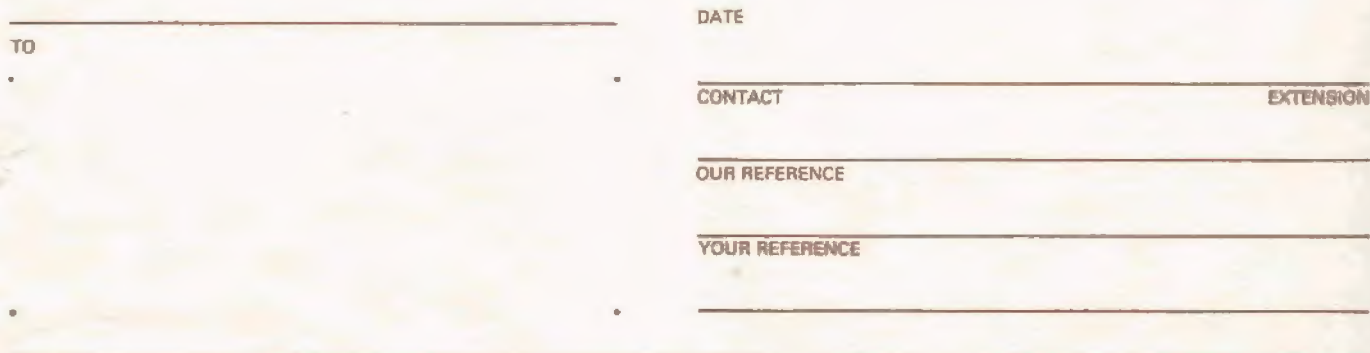 TO
DATE
CONTACT EXTENSION
OUR REFERENCE
YOUR REFERENCE